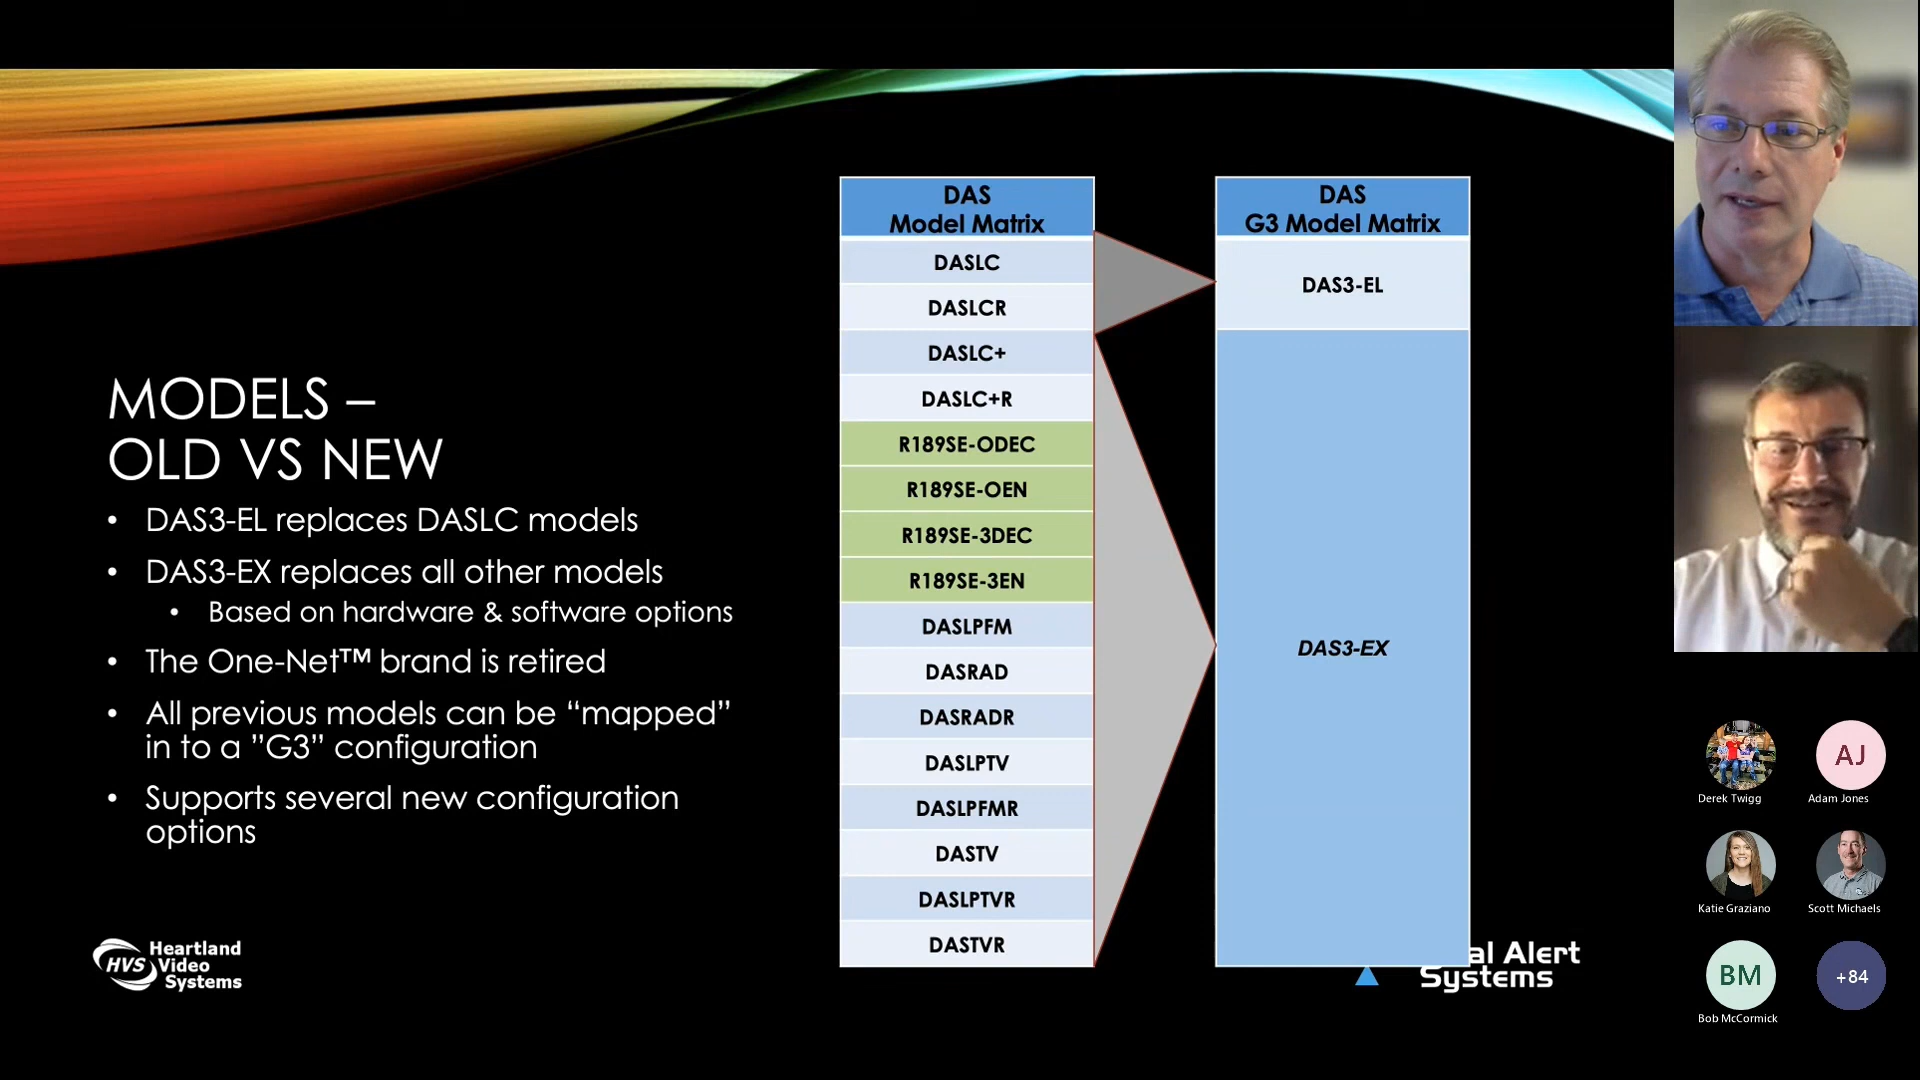 MODELS –
OLD VS NEW
• DAS3-EL replaces DASLC models
• DAS3-EX replaces all other models
• Based on hardware & software options
• The One-Net™ brand is retired
• All previous models can be “mapped”
in to a ”G3” configuration
• Supports several new configuration
options
DAS
Model Matrix
DASLC
DASLCR
DASLC+
DASLC+R
R189SE-ODEC
R189SE-OEN
R189SE-3DEC
R189SE-3EN
DASLPFM
DASRAD
DASRADR
DASLPTV
DASLPFMR
DASTV
DASLPTVR
DASTVR
DAS
G3 Model Matrix
DAS3-EL
DAS3-EX
HVS
Heartland
Video
Systems
al Alert
Systems
Derek Twigg
AJ
Adam Jones
Katie Graziano
Scott Michaels
BM
Bob McCormick
+84